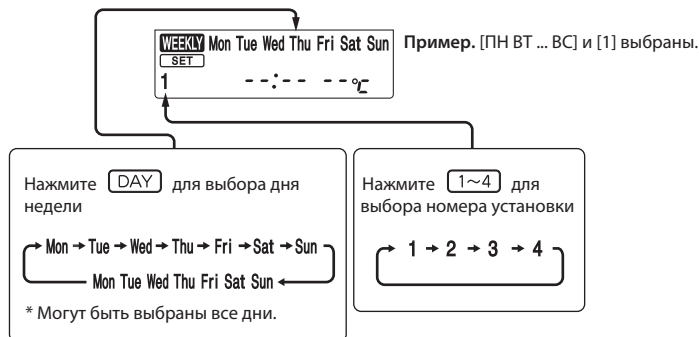 WEEKLY Mon Tue Wed Thu Fri Sat Sun
SET
1 --:-- --°C
Пример. [ПН ВТ ... ВС] и [1] выбраны.
Нажмите DAY для выбора дня
недели
Mon → Tue → Wed → Thu → Fri → Sat → Sun
Mon Tue Wed Thu Fri Sat Sun
* Могут быть выбраны все дни.
Нажмите 1~4 для
выбора номера установки
1 → 2 → 3 → 4